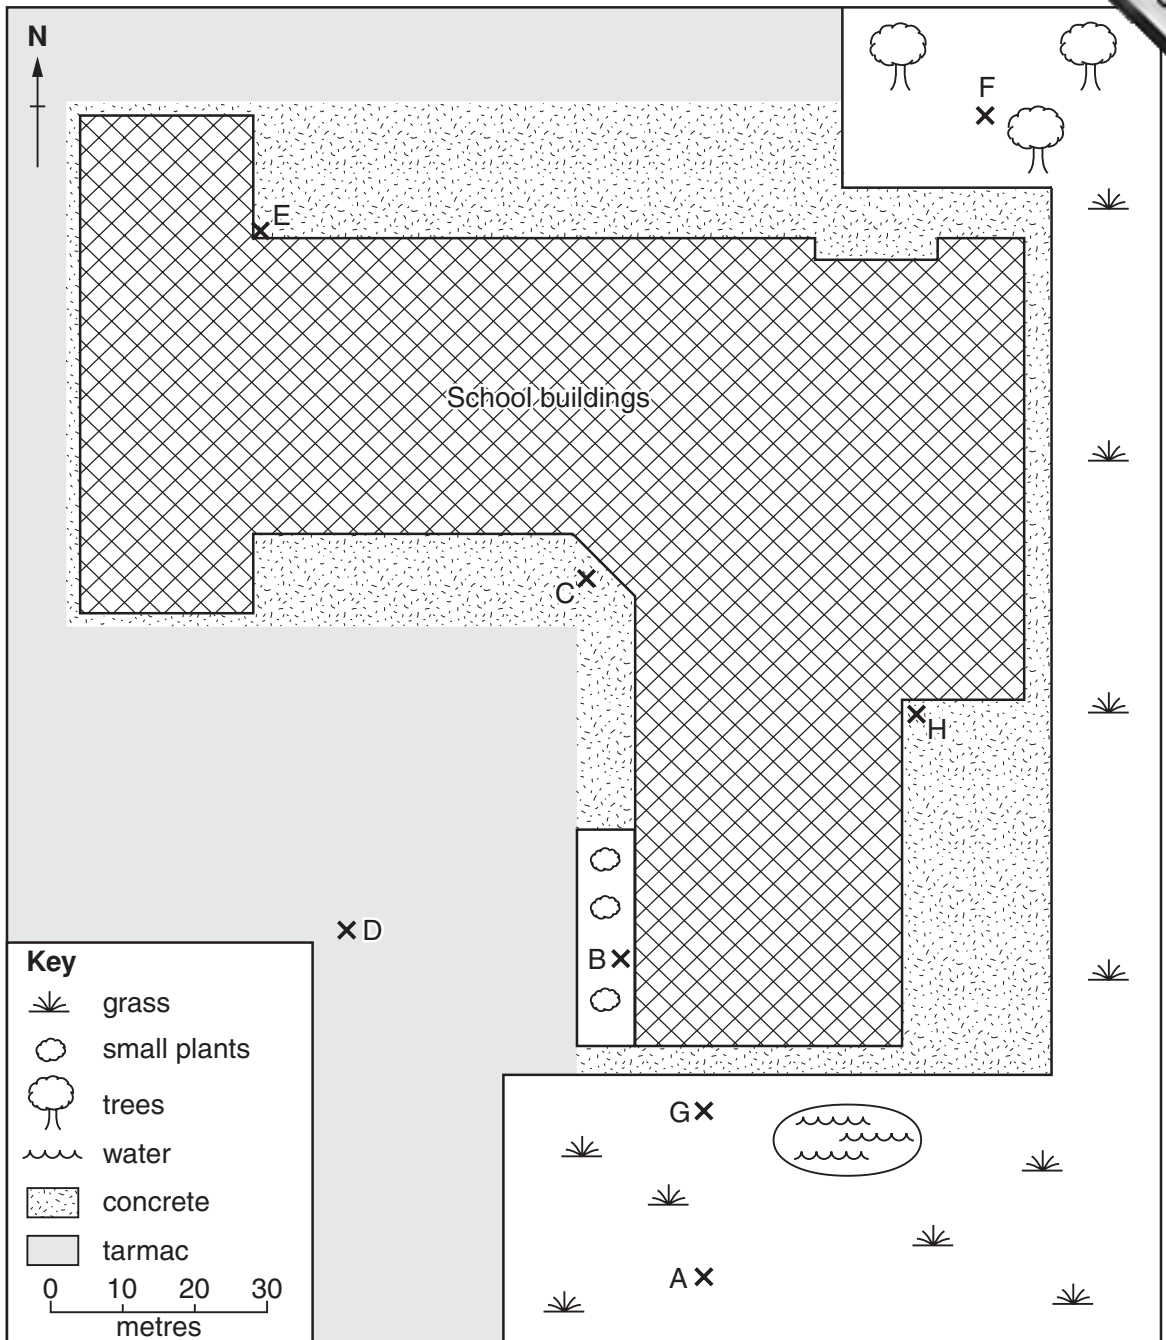 N
F
E
School buildings
C
H
D
B
Key
grass
small plants
trees
water
concrete
tarmac
0 10 20 30
metres
G
A